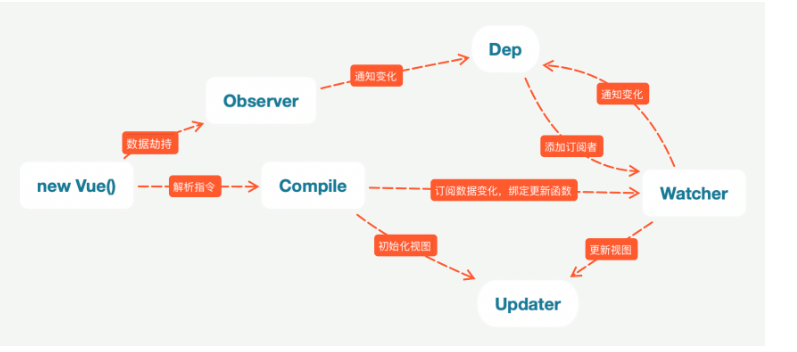 Dep
通知变化
Observer
通知变化
数据劫持
添加订阅者
new Vue()
解析指令
Compile
订阅数据变化，绑定更新函数
Watcher
初始化视图
更新视图
Updater